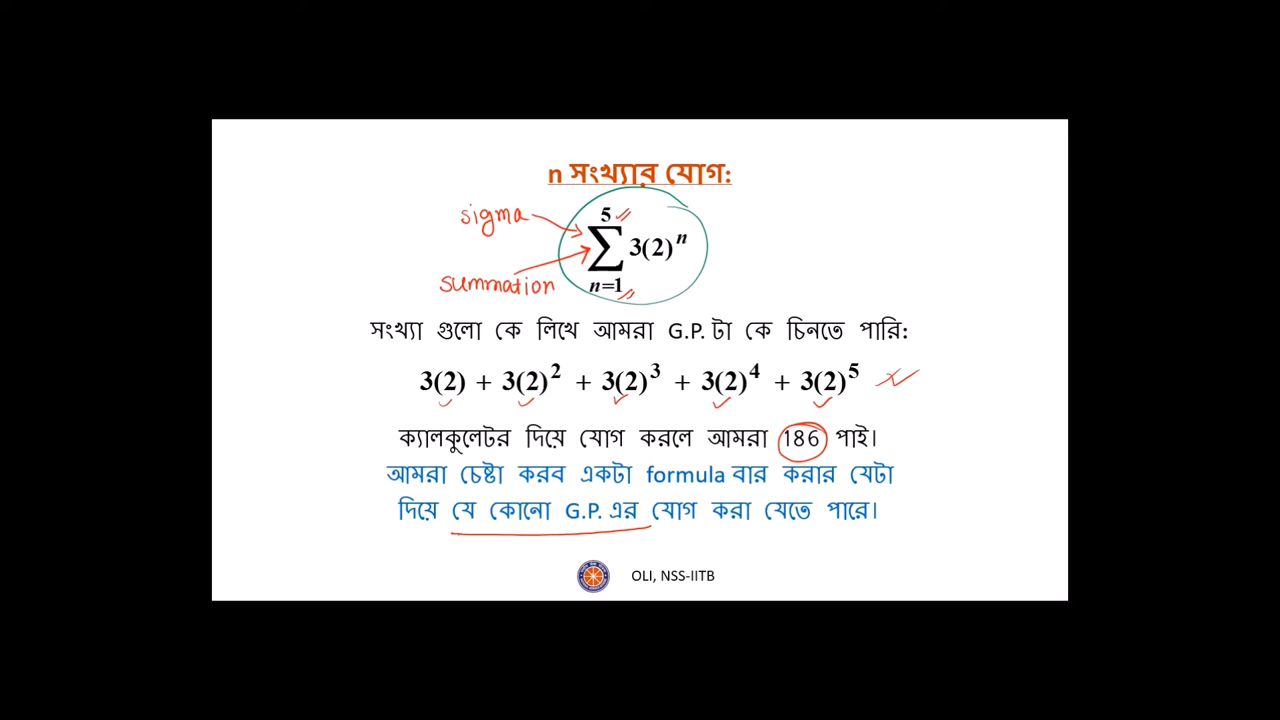 n সংখ্যার যোগ:
sigma
summation
5
∑ 3(2)ⁿ
n=1
সংখ্যা গুলো কে লিখে আমরা G.P. টা কে চিনতে পারি:
3(2) + 3(2)² + 3(2)³ + 3(2)⁴ + 3(2)⁵
ক্যালকুলেটর দিয়ে যোগ করলে আমরা 186 পাই।
আমরা চেষ্টা করব একটা formula বার করার যেটা
দিয়ে যে কোনো G.P. এর যোগ করা যেতে পারে।
OLI, NSS-IITB